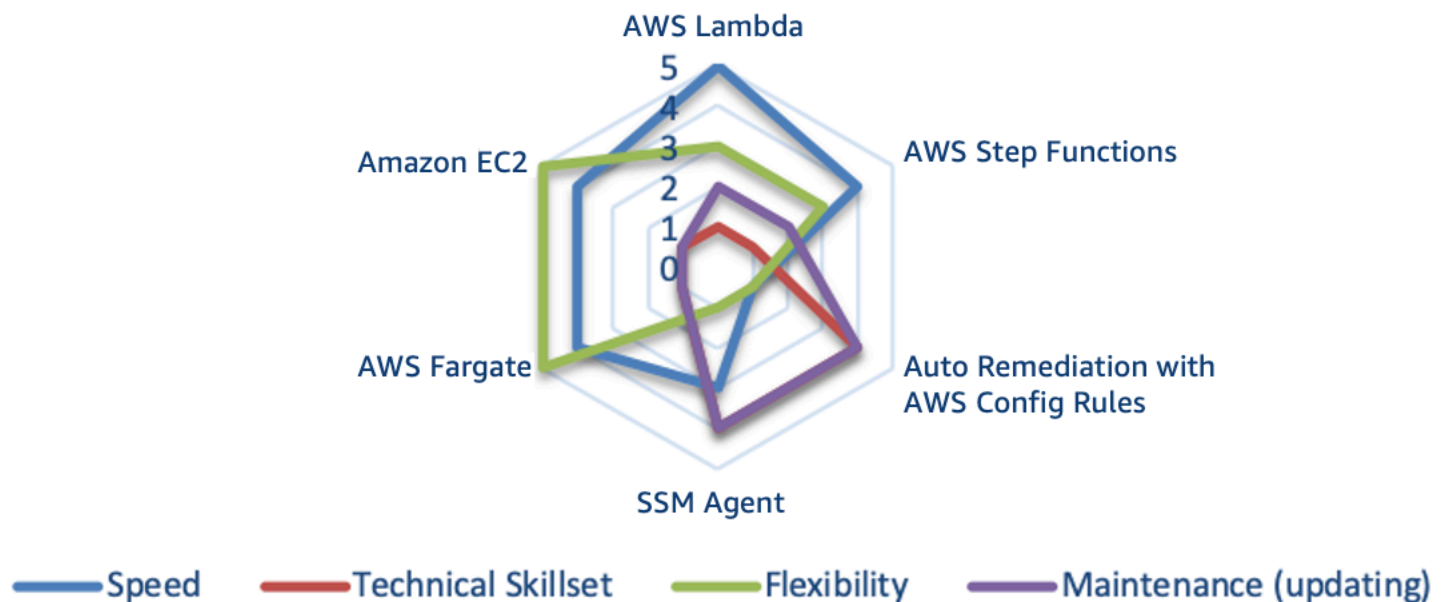 AWS Lambda
5
4
3
2
1
0
AWS Step Functions
Amazon EC2
AWS Fargate
Auto Remediation with
AWS Config Rules
SSM Agent
Speed
Technical Skillset
Flexibility
Maintenance (updating)